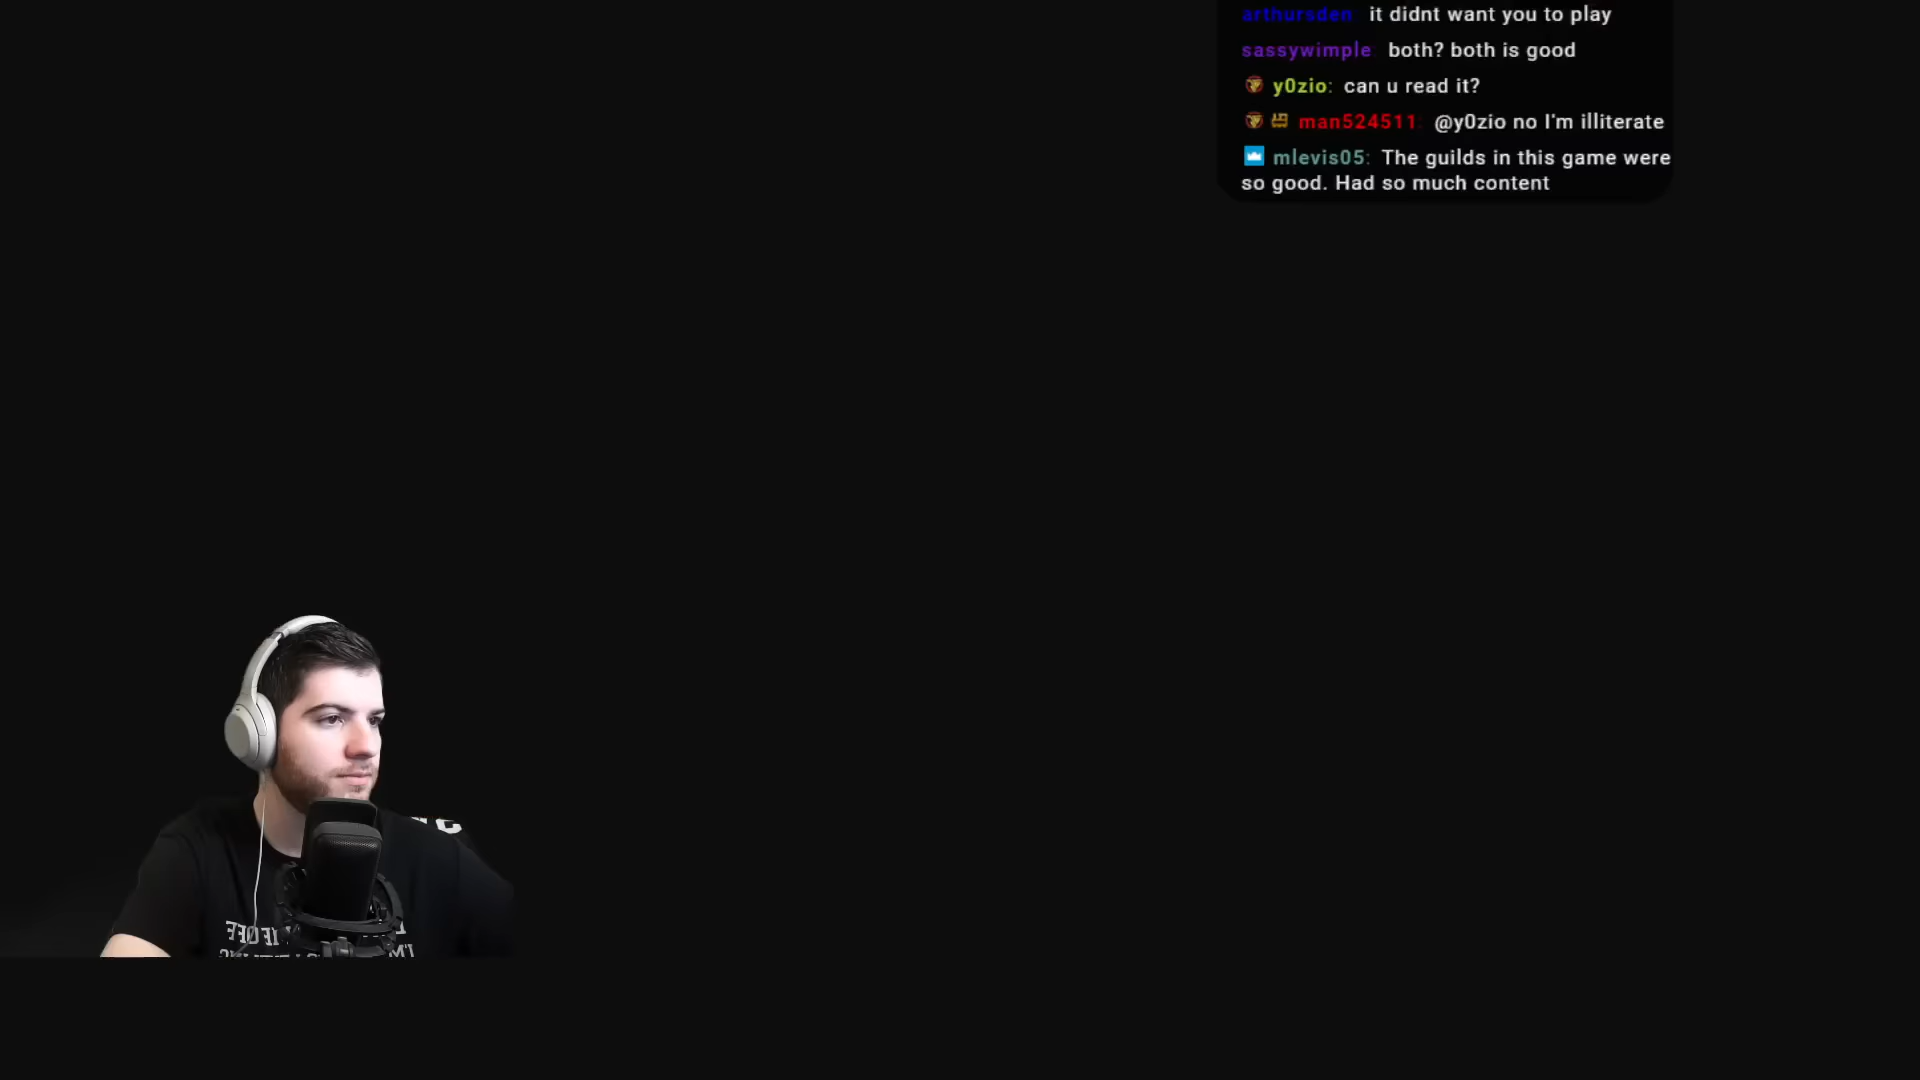 arthursden: it didnt want you to play
sassywimple: both? both is good
y0zio: can u read it?
man524511: @y0zio no I'm illiterate
mlevis05: The guilds in this game were
so good. Had so much content